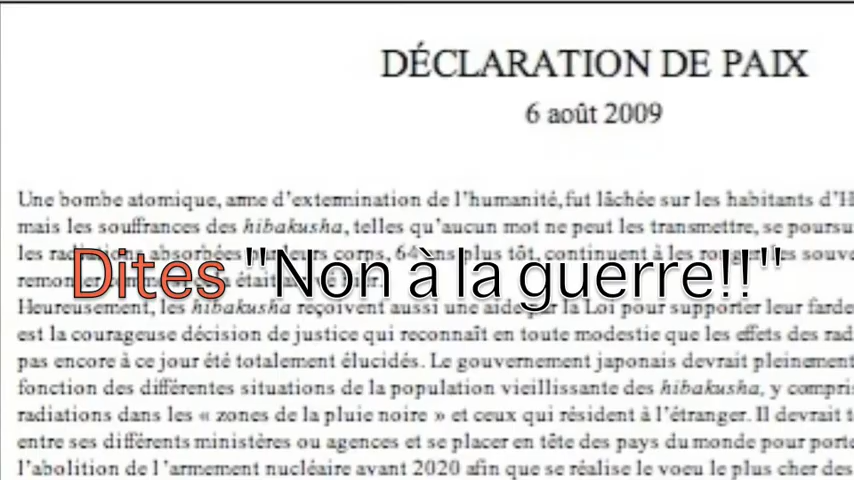 DÉCLARATION DE PAIX
6 août 2009
Une bombe atomique, arme d'extermination de l'humanité, fut lâchée sur les habitants d'H
mais les souffrances des hibakusha, telles qu'aucun mot ne peut les transmettre, se poursu
les radiations absorbées par leurs corps, 64 ans plus tôt, continuent à les ronger, les souve
Dites "Non à la guerre!!"
était hier.
Heureusement, les hibakusha reçoivent aussi une aide par la Loi pour supporter leur farde
est la courageuse décision de justice qui reconnaît en toute modestie que les effets des rad
pas encore à ce jour été totalement élucidés. Le gouvernement japonais devrait pleinement
fonction des différentes situations de la population vieillissante des hibakusha, y compris
radiations dans les « zones de la pluie noire » et ceux qui résident à l'étranger. Il devrait t
entre ses différents ministères ou agences et se placer en tête des pays du monde pour porte
l'abolition de l'armement nucléaire avant 2020 afin que se réalise le voeu le plus cher des